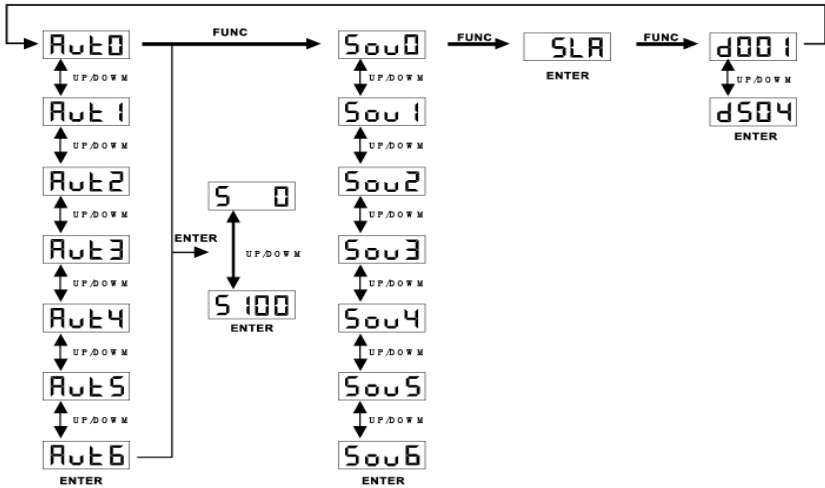 FUNC
Aut0 Sou0 FUNC SLA FUNC d001
ENTER
UP/DOWM UP/DOWM UP/DOWM
Aut1 Sou1 d504
ENTER
UP/DOWM UP/DOWM
Aut2 Sou2
S 0
UP/DOWM UP/DOWM
Aut3 ENTER UP/DOWM Sou3
UP/DOWM UP/DOWM
Aut4 S100 Sou4
ENTER
UP/DOWM UP/DOWM
Aut5 Sou5
UP/DOWM UP/DOWM
Aut6 Sou6
ENTER ENTER